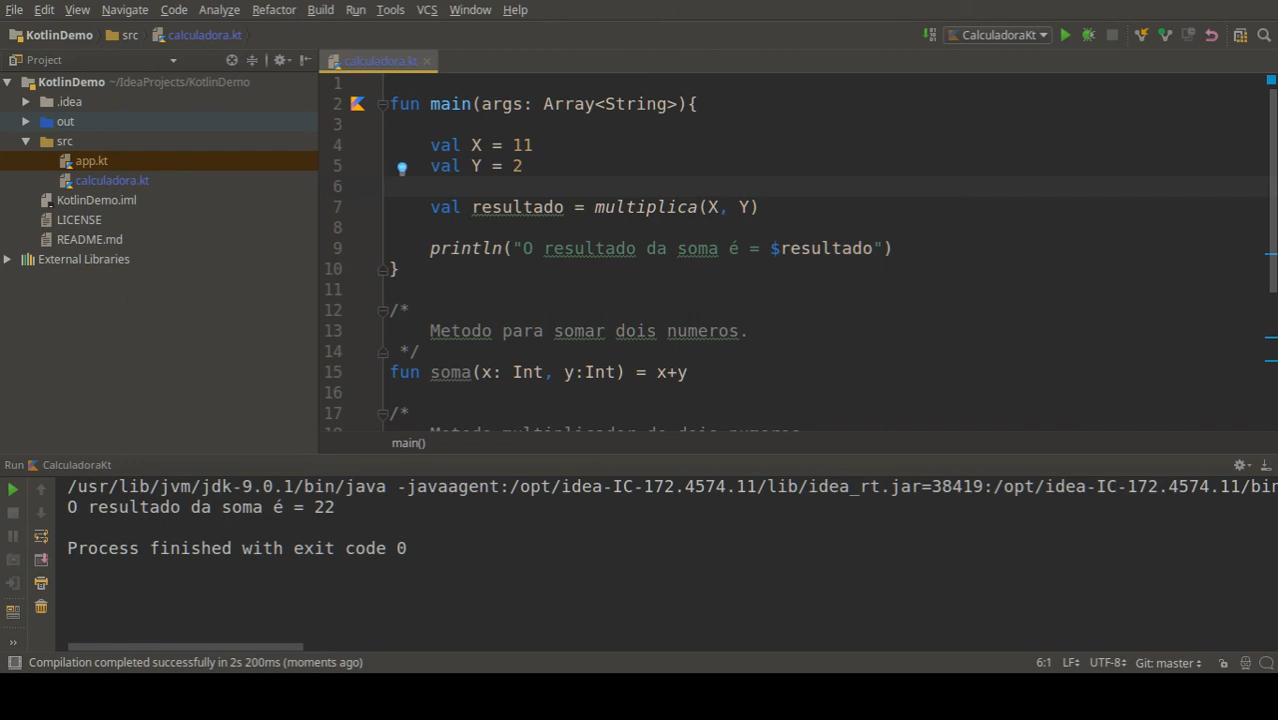 File Edit View Navigate Code Analyze Refactor Build Run Tools VCS Window Help
KotlinDemo src calculadora.kt CalculadoraKt
Project
calculadora.kt
KotlinDemo ~/IdeaProjects/KotlinDemo
.idea
out
src
app.kt
calculadora.kt
KotlinDemo.iml
LICENSE
README.md
External Libraries
1
2 fun main(args: Array<String>){
3
4 val X = 11
5 val Y = 2
6
7 val resultado = multiplica(X, Y)
8
9 println("O resultado da soma é = $resultado")
10 }
11
12 /*
13 Metodo para somar dois numeros.
14 */
15 fun soma(x: Int, y:Int) = x+y
16
17 /*
18 Metodo multiplicador de dois numeros
main()
Run CalculadoraKt
/usr/lib/jvm/jdk-9.0.1/bin/java -javaagent:/opt/idea-IC-172.4574.11/lib/idea_rt.jar=38419:/opt/idea-IC-172.4574.11/bin
O resultado da soma é = 22
Process finished with exit code 0
Compilation completed successfully in 2s 200ms (moments ago) 6:1 LF UTF-8 Git: master